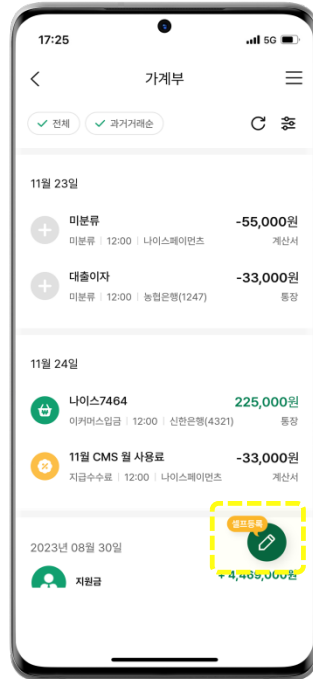 17:25
5G
가계부
전체
과거거래순
11월 23일
미분류
-55,000원
미분류 | 12:00 | 나이스페이먼츠
계산서
대출이자
-33,000원
미분류 | 12:00 | 농협은행(1247)
통장
11월 24일
나이스7464
225,000원
이커머스입금 | 12:00 | 신한은행(4321)
통장
11월 CMS 월 사용료
-33,000원
지급수수료 | 12:00 | 나이스페이먼츠
계산서
셀프등록
2023년 08월 30일
지원금
+ 4,469,000원